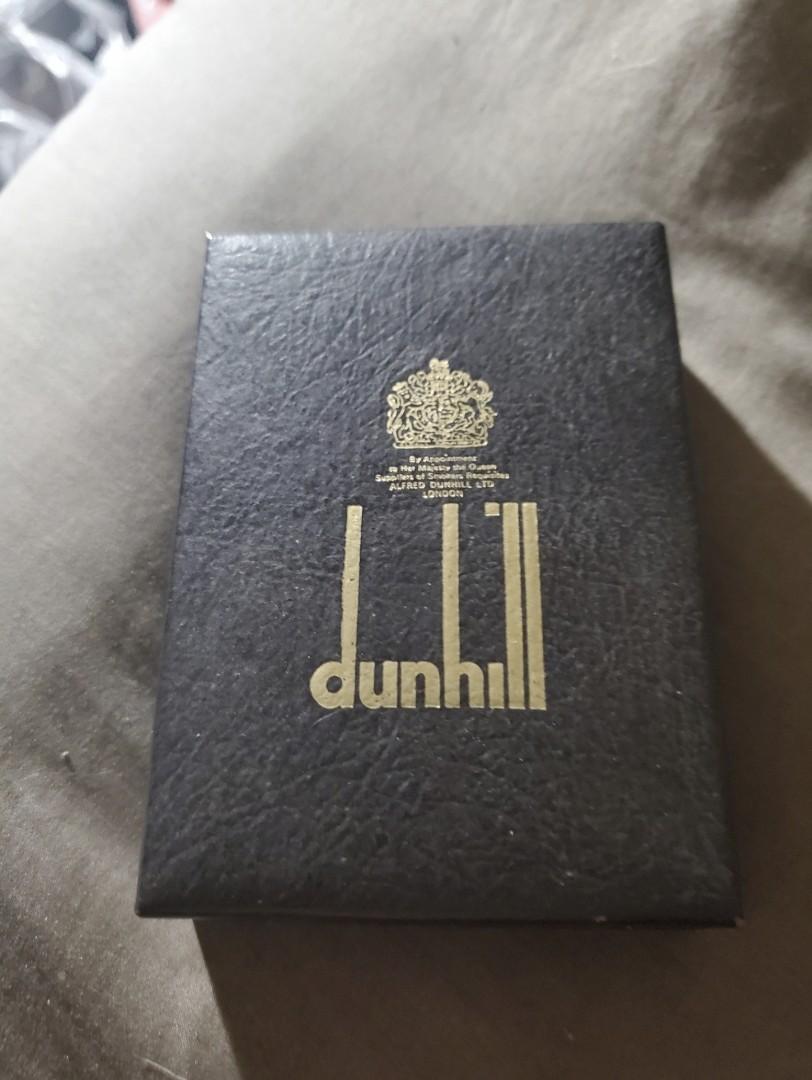 By Appointment
to Her Majesty the Queen
Suppliers of Smokers Requisites
ALFRED DUNHILL LTD
LONDON
dunhill